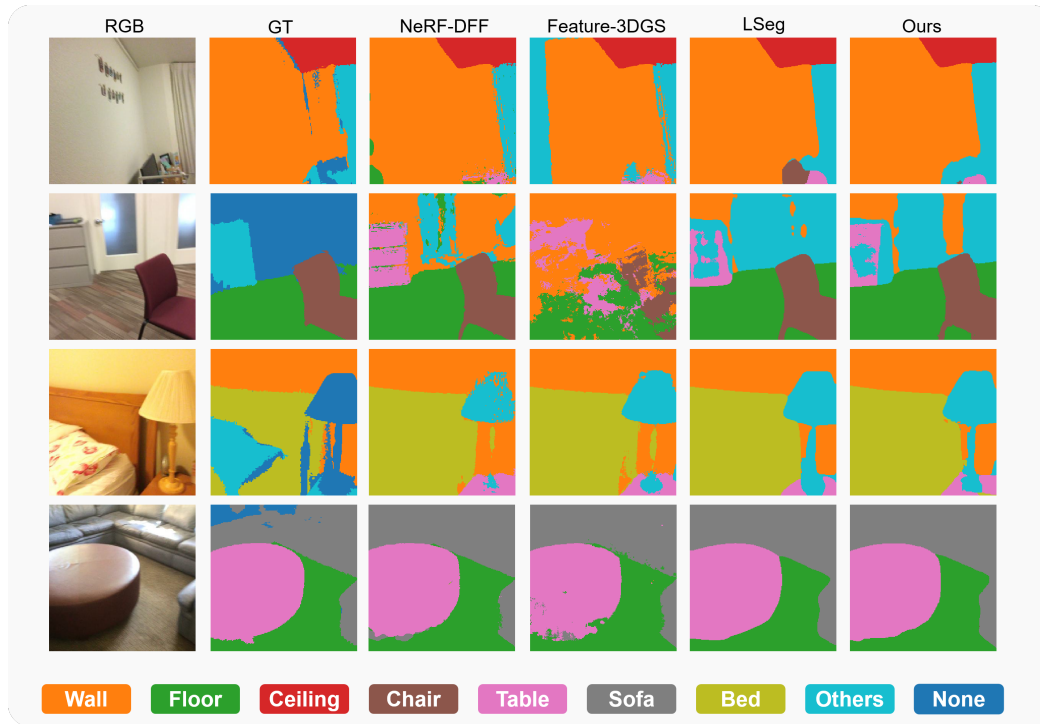 RGB GT NeRF-DFF Feature-3DGS LSeg Ours
Wall Floor Ceiling Chair Table Sofa Bed Others None